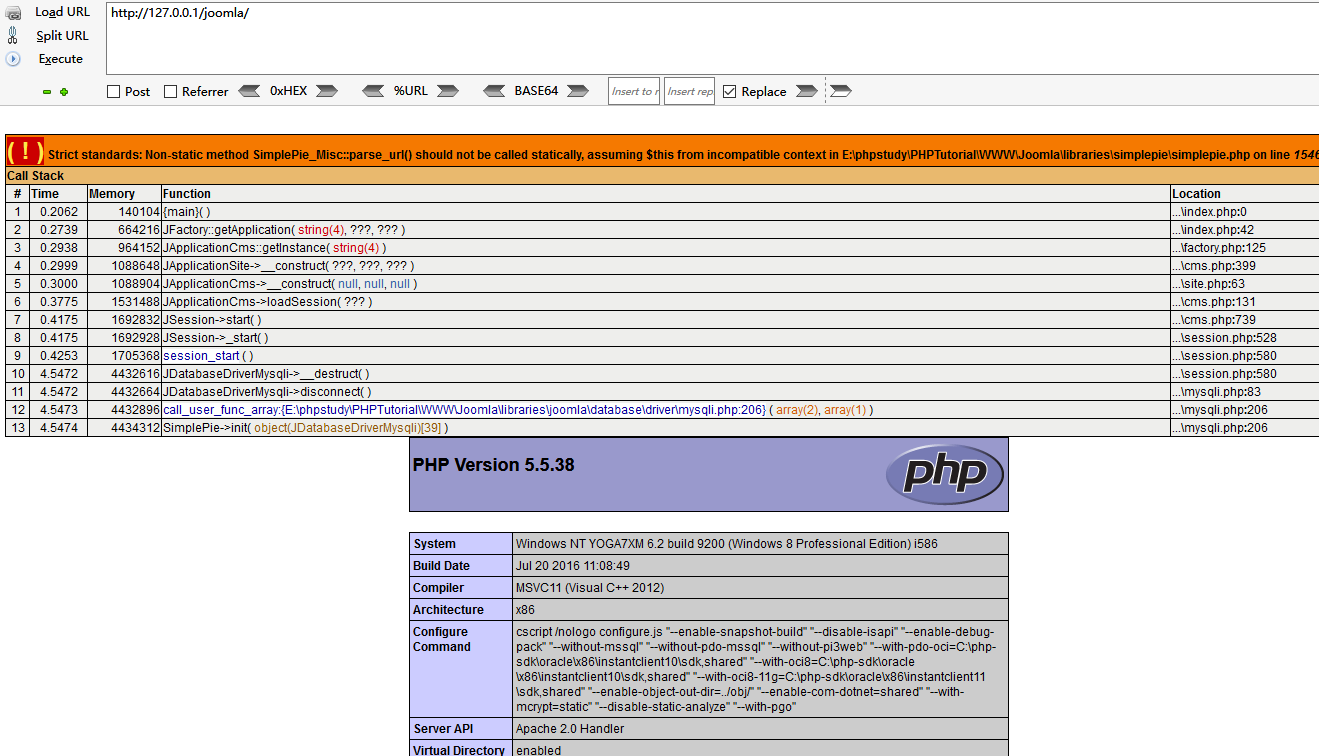 Load URL
http://127.0.0.1/joomla/
Split URL
Execute
Post Referrer 0xHEX %URL BASE64 Insert to r Insert rep Replace
( ! ) Strict standards: Non-static method SimplePie_Misc::parse_url() should not be called statically, assuming $this from incompatible context in E:\phpstudy\PHPTutorial\WWW\Joomla\libraries\simplepie\simplepie.php on line 1546
Call Stack
# Time Memory Function Location
1 0.2062 140104 {main}( ) ...\index.php:0
2 0.2739 664216 JFactory::getApplication( string(4), ???, ??? ) ...\index.php:42
3 0.2938 964152 JApplicationCms::getInstance( string(4) ) ...\factory.php:125
4 0.2999 1088648 JApplicationSite->__construct( ???, ???, ??? ) ...\cms.php:399
5 0.3000 1088904 JApplicationCms->__construct( null, null, null ) ...\site.php:63
6 0.3775 1531488 JApplicationCms->loadSession( ??? ) ...\cms.php:131
7 0.4175 1692832 JSession->start( ) ...\cms.php:739
8 0.4175 1692928 JSession->_start( ) ...\session.php:528
9 0.4253 1705368 session_start ( ) ...\session.php:580
10 4.5472 4432616 JDatabaseDriverMysqli->__destruct( ) ...\session.php:580
11 4.5472 4432664 JDatabaseDriverMysqli->disconnect( ) ...\mysqli.php:83
12 4.5473 4432896 call_user_func_array:{E:\phpstudy\PHPTutorial\WWW\Joomla\libraries\joomla\database\driver\mysqli.php:206} ( array(2), array(1) ) ...\mysqli.php:206
13 4.5474 4434312 SimplePie->init( object(JDatabaseDriverMysqli)[39] ) ...\mysqli.php:206
PHP Version 5.5.38
php
System Windows NT YOGA7XM 6.2 build 9200 (Windows 8 Professional Edition) i586
Build Date Jul 20 2016 11:08:49
Compiler MSVC11 (Visual C++ 2012)
Architecture x86
Configure Command
cscript /nologo configure.js "--enable-snapshot-build" "--disable-isapi" "--enable-debug-
pack" "--without-mssql" "--without-pdo-mssql" "--without-pi3web" "--with-pdo-oci=C:\php-
sdk\oracle\x86\instantclient10\sdk,shared" "--with-oci8=C:\php-sdk\oracle
\x86\instantclient10\sdk,shared" "--with-oci8-11g=C:\php-sdk\oracle\x86\instantclient11
\sdk,shared" "--enable-object-out-dir=../obj/" "--enable-com-dotnet=shared" "--with-
mcrypt=static" "--disable-static-analyze" "--with-pgo"
Server API Apache 2.0 Handler
Virtual Directory enabled